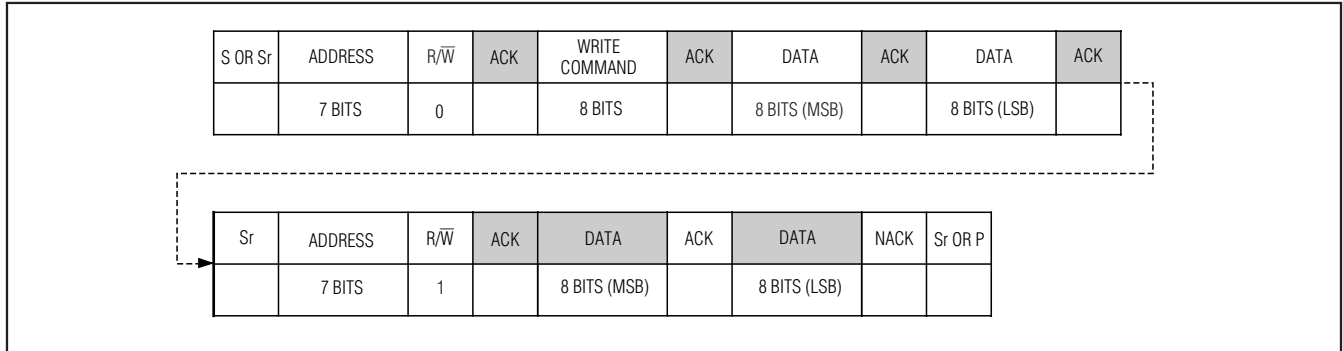 S OR Sr ADDRESS R/W̅ ACK WRITE COMMAND ACK DATA ACK DATA ACK
7 BITS 0 8 BITS 8 BITS (MSB) 8 BITS (LSB)
Sr ADDRESS R/W̅ ACK DATA ACK DATA NACK Sr OR P
7 BITS 1 8 BITS (MSB) 8 BITS (LSB)